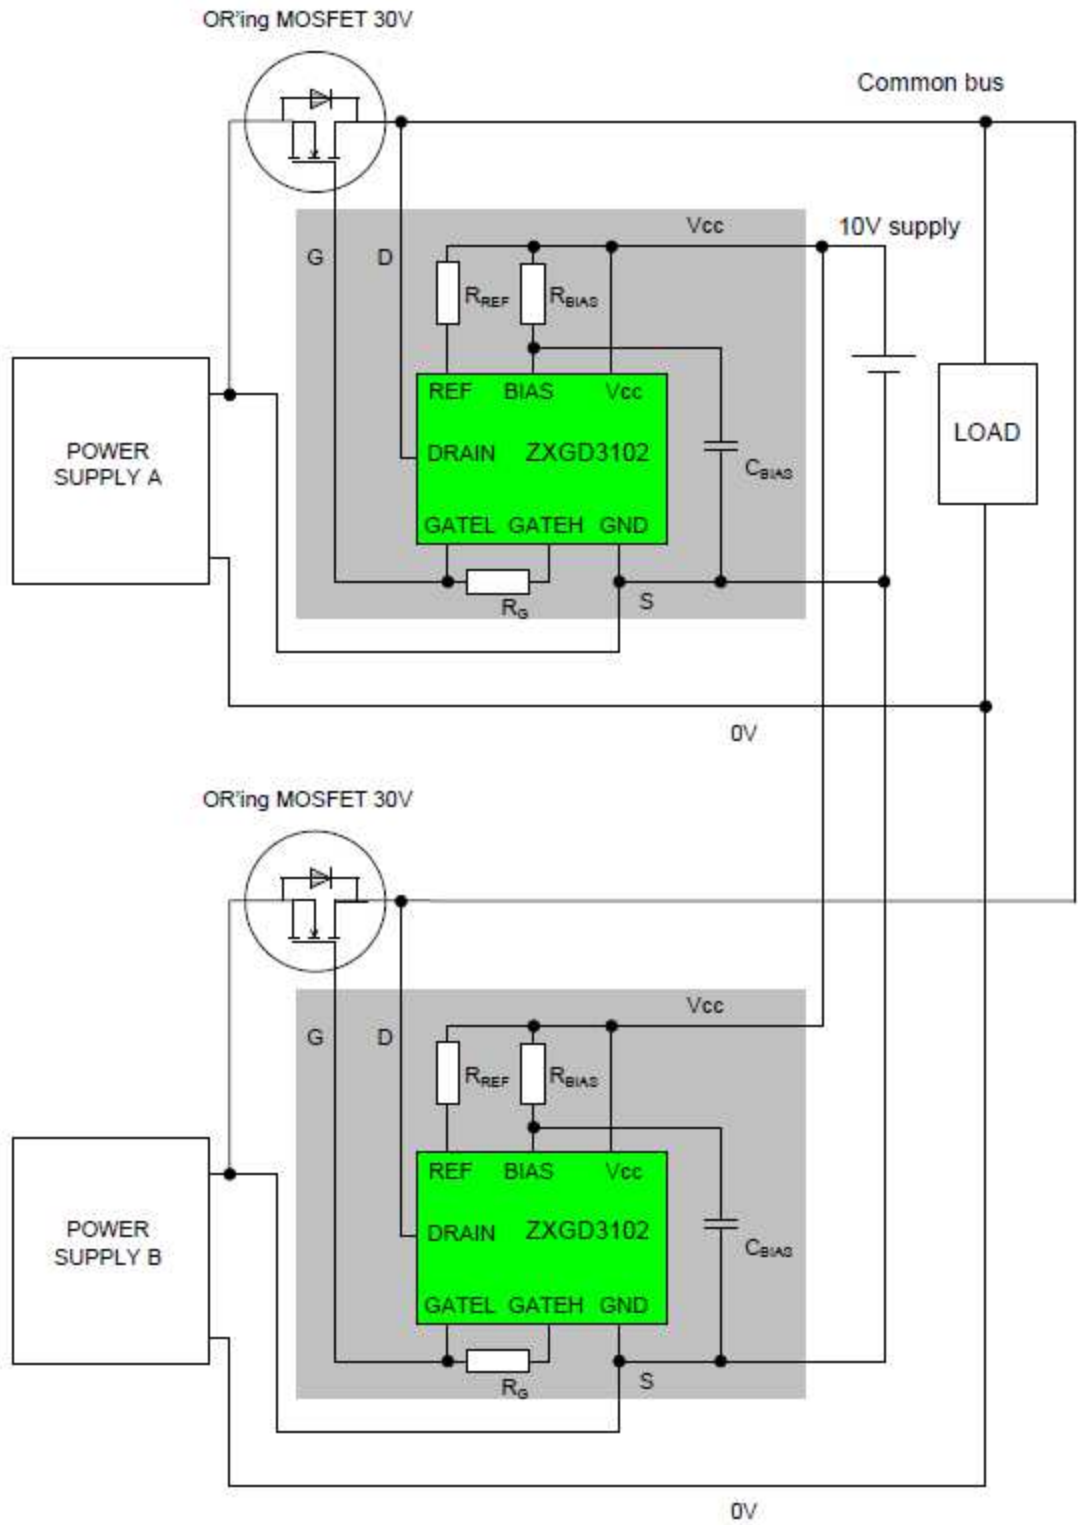 OR'ing MOSFET 30V
Common bus
Vcc
10V supply
G
D
RREF
RBIAS
REF
BIAS
Vcc
DRAIN
ZXGD3102
CBIAS
LOAD
POWER
SUPPLY A
GATEL
GATEH
GND
RG
S
0V
OR'ing MOSFET 30V
Vcc
G
D
RREF
RBIAS
REF
BIAS
Vcc
DRAIN
ZXGD3102
CBIAS
POWER
SUPPLY B
GATEL
GATEH
GND
RG
S
0V